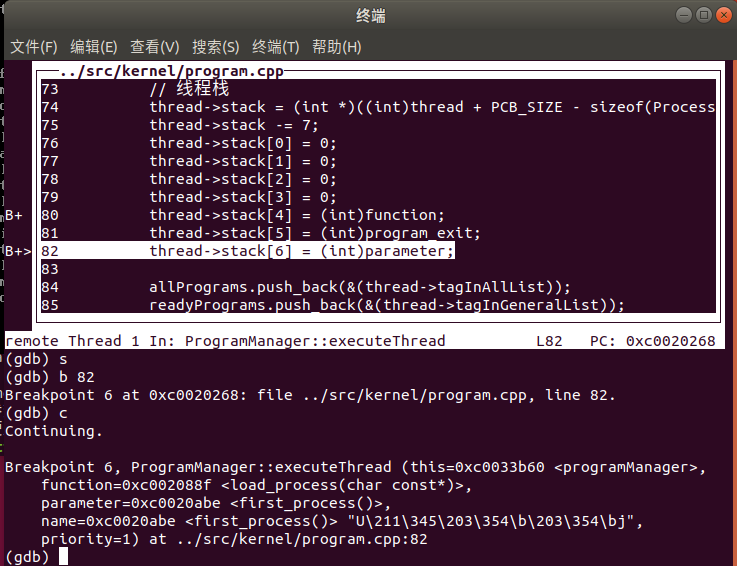 终端
文件(F) 编辑(E) 查看(V) 搜索(S) 终端(T) 帮助(H)
../src/kernel/program.cpp
73 // 线程栈
74 thread->stack = (int *)((int)thread + PCB_SIZE - sizeof(Process
75 thread->stack -= 7;
76 thread->stack[0] = 0;
77 thread->stack[1] = 0;
78 thread->stack[2] = 0;
79 thread->stack[3] = 0;
B+ 80 thread->stack[4] = (int)function;
81 thread->stack[5] = (int)program_exit;
B+> 82 thread->stack[6] = (int)parameter;
83
84 allPrograms.push_back(&(thread->tagInAllList));
85 readyPrograms.push_back(&(thread->tagInGeneralList));
remote Thread 1 In: ProgramManager::executeThread L82 PC: 0xc0020268
(gdb) s
(gdb) b 82
Breakpoint 6 at 0xc0020268: file ../src/kernel/program.cpp, line 82.
(gdb) c
Continuing.
Breakpoint 6, ProgramManager::executeThread (this=0xc0033b60 <programManager>,
function=0xc002088f <load_process(char const*)>,
parameter=0xc0020abe <first_process()>,
name=0xc0020abe <first_process()> "U\211\345\203\354\b\203\354\bj",
priority=1) at ../src/kernel/program.cpp:82
(gdb)